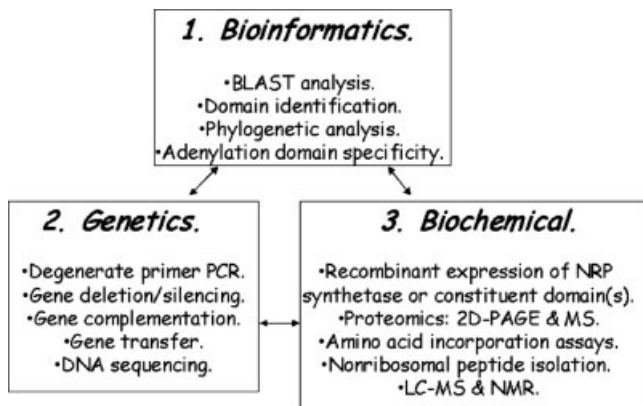 1. Bioinformatics.
•BLAST analysis.
•Domain identification.
•Phylogenetic analysis.
•Adenylation domain specificity.
2. Genetics.
•Degenerate primer PCR.
•Gene deletion/silencing.
•Gene complementation.
•Gene transfer.
•DNA sequencing.
3. Biochemical.
•Recombinant expression of NRP
synthetase or constituent domain(s).
•Proteomics: 2D-PAGE & MS.
•Amino acid incorporation assays.
•Nonribosomal peptide isolation.
•LC-MS & NMR.